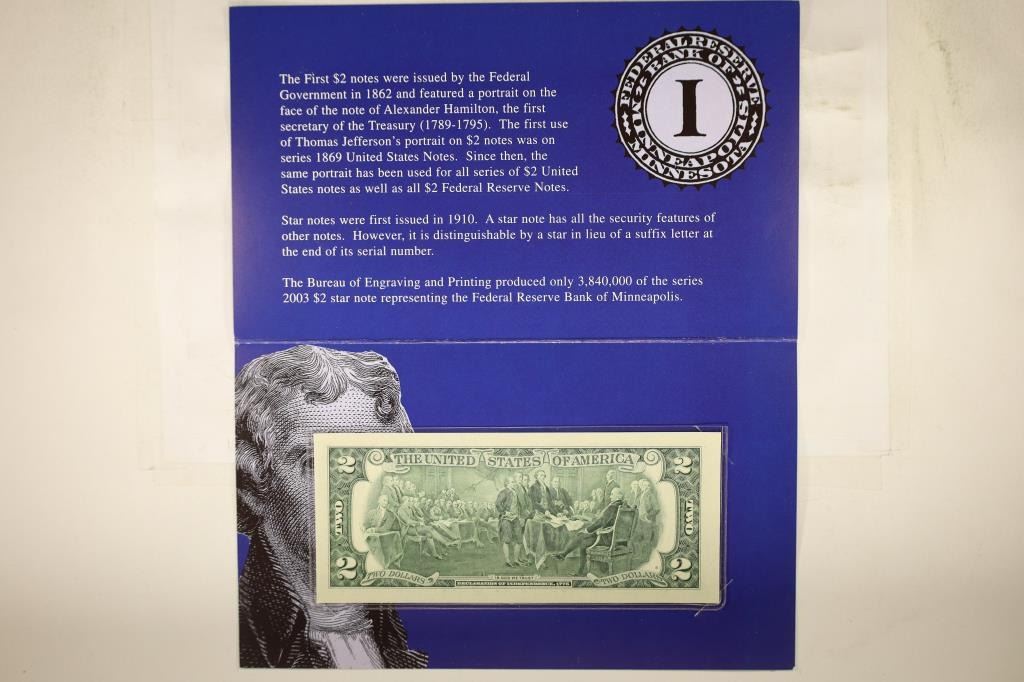 The First $2 notes were issued by the Federal
Government in 1862 and featured a portrait on the
face of the note of Alexander Hamilton, the first
secretary of the Treasury (1789-1795). The first use
of Thomas Jefferson's portrait on $2 notes was on
series 1869 United States Notes. Since then, the
same portrait has been used for all series of $2 United
States notes as well as all $2 Federal Reserve Notes.
Star notes were first issued in 1910. A star note has all the security features of
other notes. However, it is distinguishable by a star in lieu of a suffix letter at
the end of its serial number.
The Bureau of Engraving and Printing produced only 3,840,000 of the series
2003 $2 star note representing the Federal Reserve Bank of Minneapolis.
FEDERAL RESERVE
BANK OF
I
MINNEAPOLIS
MINNESOTA
THE UNITED STATES OF AMERICA
2
2
TWO
TWO
2
2
TWO DOLLARS
IN GOD WE TRUST
TWO DOLLARS
DECLARATION OF INDEPENDENCE, 1776